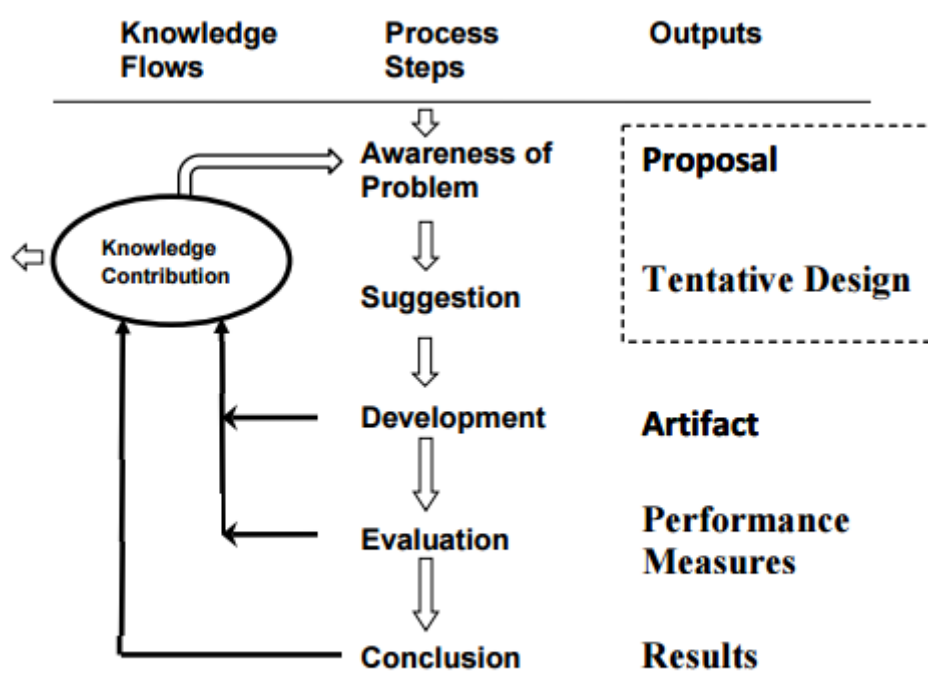 Knowledge
Flows
Process
Steps
Outputs
Awareness of
Problem
Proposal
Knowledge
Contribution
Suggestion
Tentative Design
Development
Artifact
Evaluation
Performance
Measures
Conclusion
Results